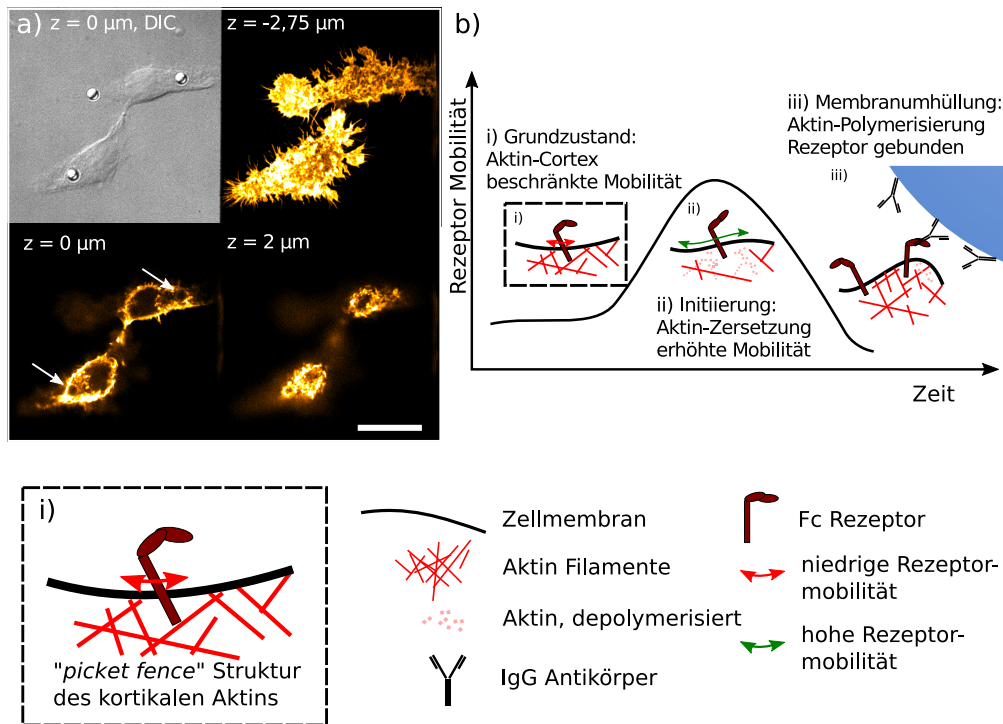 a)
z = 0 µm, DIC
z = -2,75 µm
z = 0 µm
z = 2 µm
b)
Rezeptor Mobilität
i) Grundzustand:
Aktin-Cortex
beschränkte Mobilität
i)
ii)
ii) Initiierung:
Aktin-Zersetzung
erhöhte Mobilität
iii) Membranumhüllung:
Aktin-Polymerisierung
Rezeptor gebunden
iii)
Zeit
i)
"picket fence" Struktur
des kortikalen Aktins
Zellmembran
Aktin Filamente
Aktin, depolymerisiert
IgG Antikörper
Fc Rezeptor
niedrige Rezeptor-
mobilität
hohe Rezeptor-
mobilität